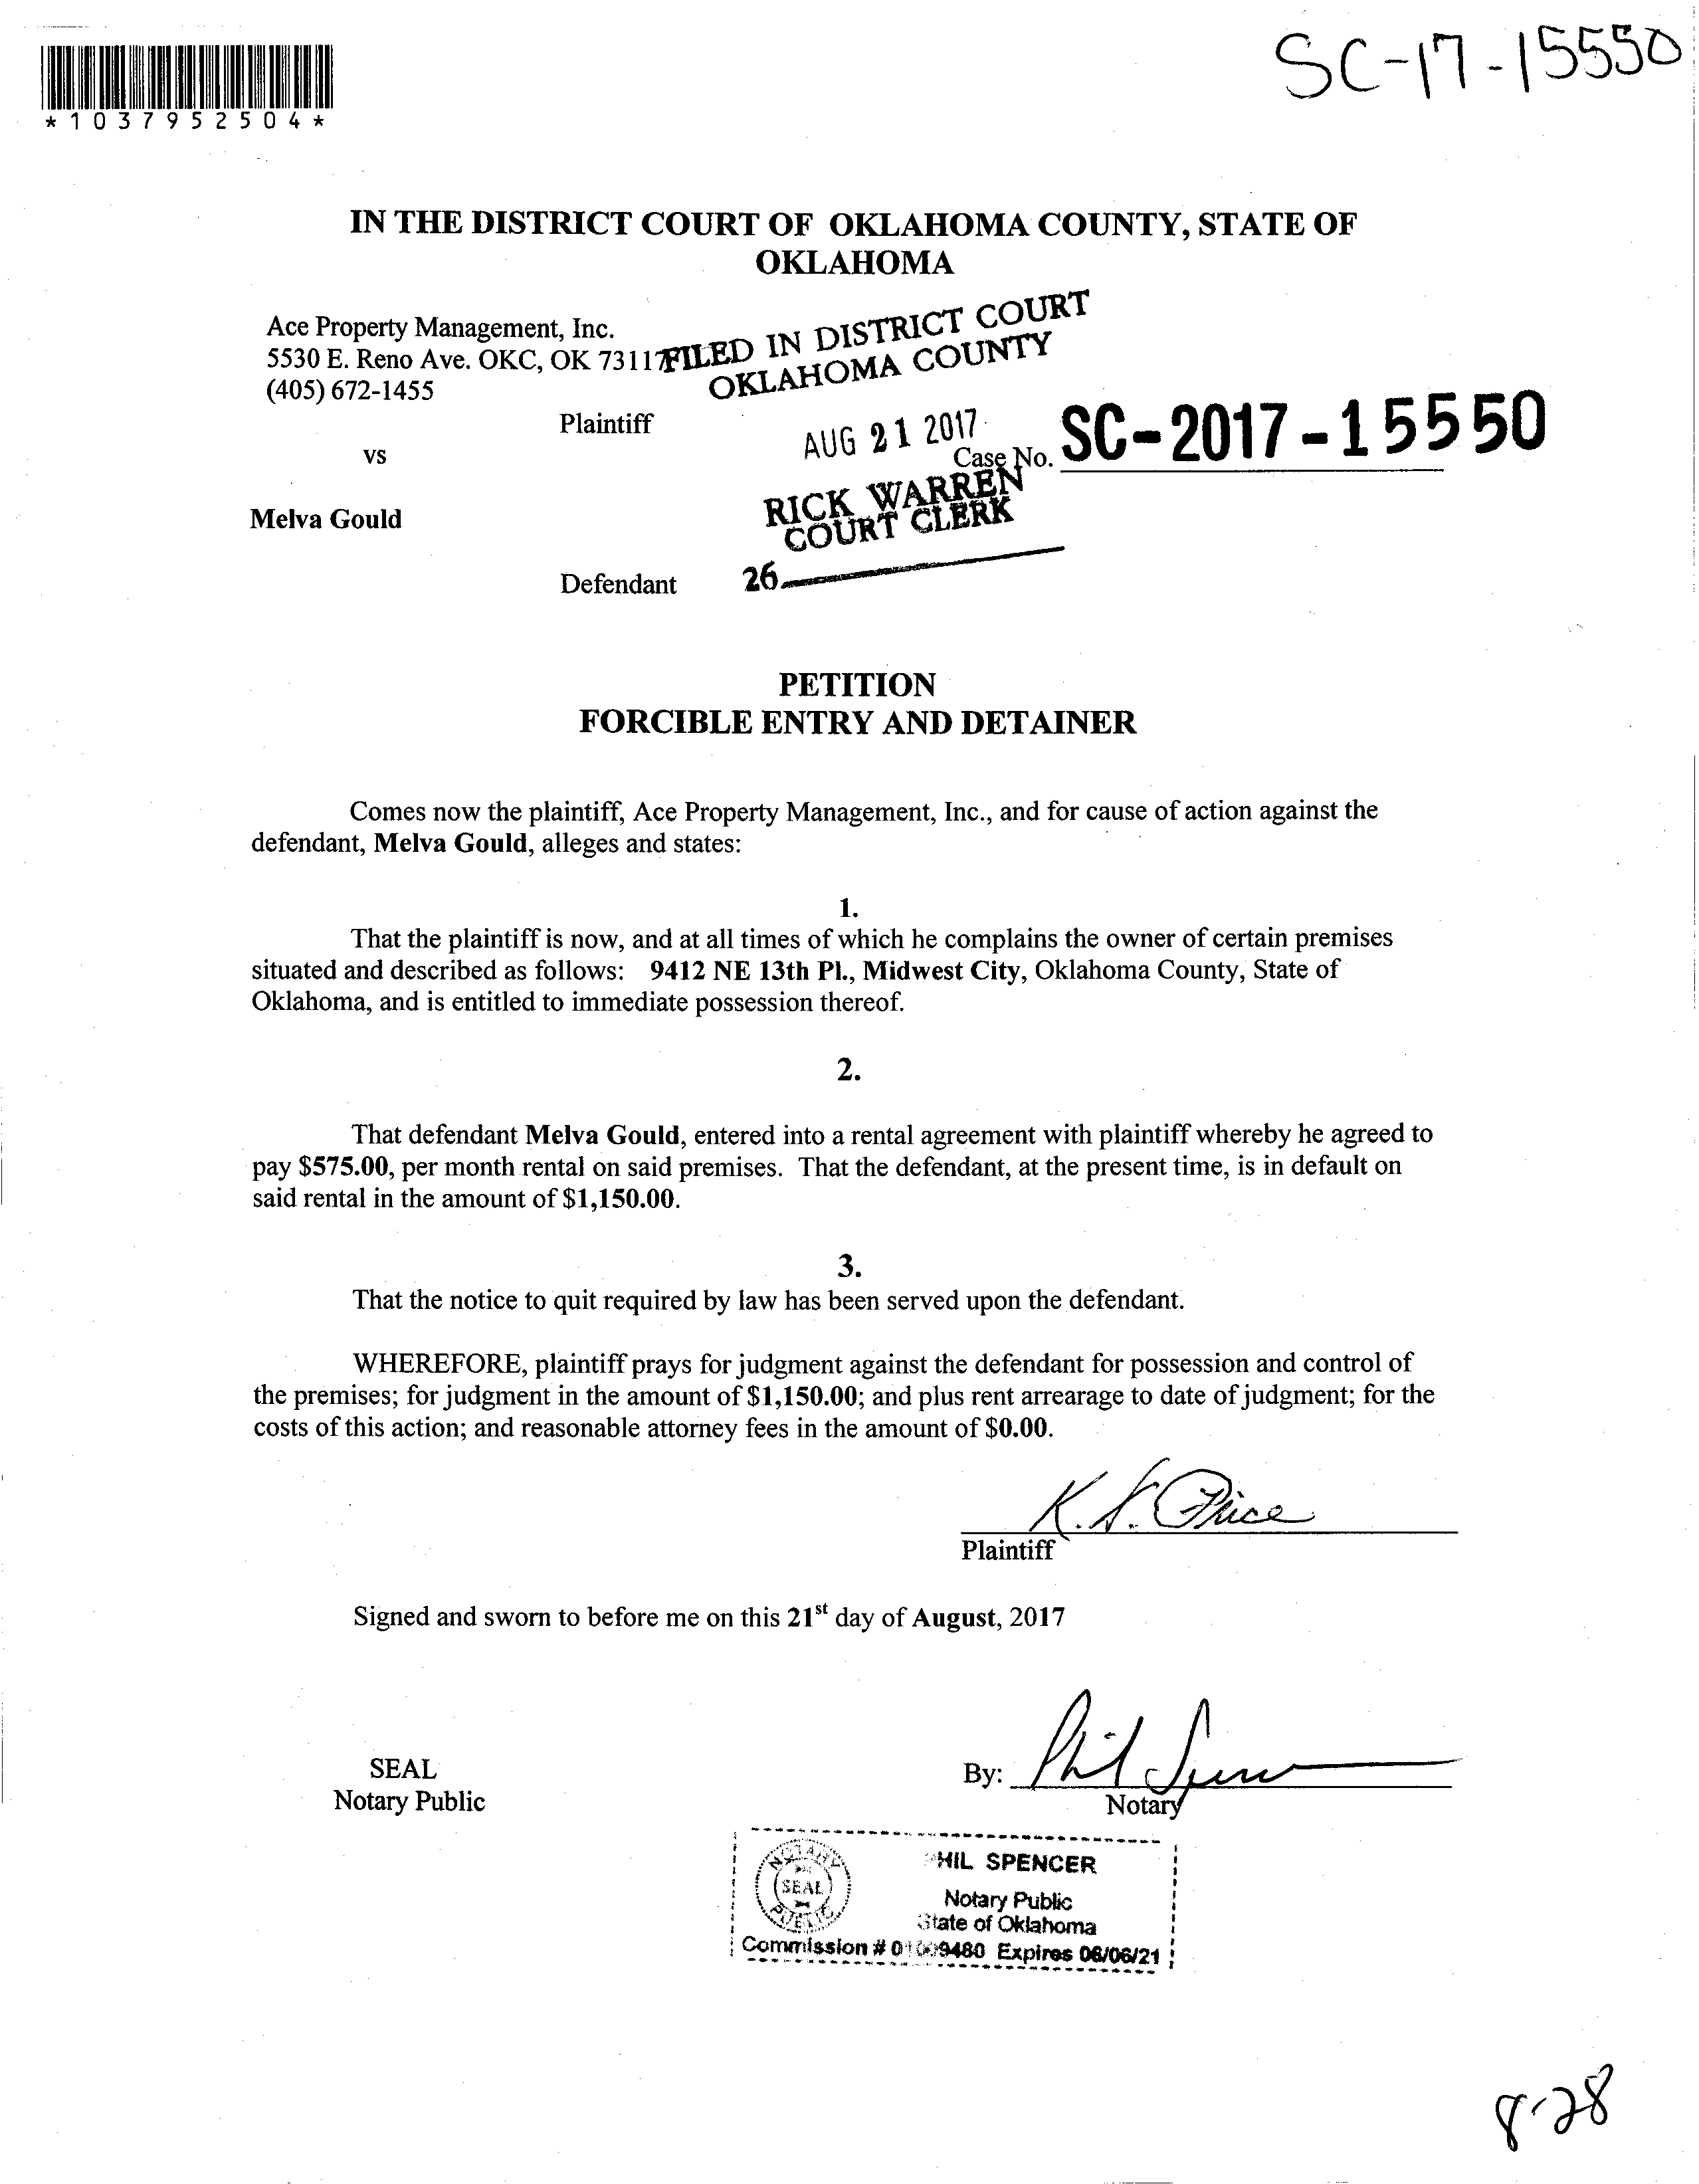 SC-17-15550
*1037952504*
IN THE DISTRICT COURT OF OKLAHOMA COUNTY, STATE OF
OKLAHOMA
Ace Property Management, Inc.
5530 E. Reno Ave. OKC, OK 73117
(405) 672-1455
FILED IN DISTRICT COURT
OKLAHOMA COUNTY
Plaintiff
AUG 21 2017
Case No. SC-2017-15550
vs
RICK WARREN
COURT CLERK
Melva Gould
Defendant
26
PETITION
FORCIBLE ENTRY AND DETAINER
Comes now the plaintiff, Ace Property Management, Inc., and for cause of action against the
defendant, Melva Gould, alleges and states:
1.
That the plaintiff is now, and at all times of which he complains the owner of certain premises
situated and described as follows: 9412 NE 13th Pl., Midwest City, Oklahoma County, State of
Oklahoma, and is entitled to immediate possession thereof.
2.
That defendant Melva Gould, entered into a rental agreement with plaintiff whereby he agreed to
pay $575.00, per month rental on said premises. That the defendant, at the present time, is in default on
said rental in the amount of $1,150.00.
3.
That the notice to quit required by law has been served upon the defendant.
WHEREFORE, plaintiff prays for judgment against the defendant for possession and control of
the premises; for judgment in the amount of $1,150.00; and plus rent arrearage to date of judgment; for the
costs of this action; and reasonable attorney fees in the amount of $0.00.
K. S. Price
Plaintiff
Signed and sworn to before me on this 21st day of August, 2017
SEAL
Notary Public
By: Phil Spencer
Notary
NOTARY
SEAL
PUBLIC
PHIL SPENCER
Notary Public
State of Oklahoma
Commission # Expires 06/06/21
8-28